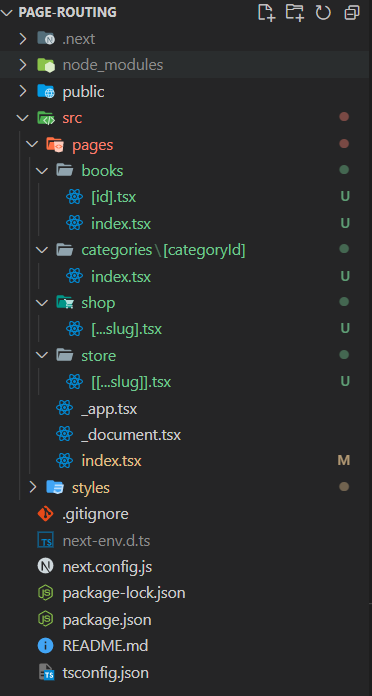 PAGE-ROUTING
.next
node_modules
public
src
pages
books
[id].tsx U
index.tsx U
categories\[categoryId]
index.tsx U
shop
[...slug].tsx U
store
[[...slug]].tsx U
_app.tsx
_document.tsx
index.tsx M
styles
.gitignore
TS next-env.d.ts
next.config.js
package-lock.json
package.json
README.md
TS tsconfig.json